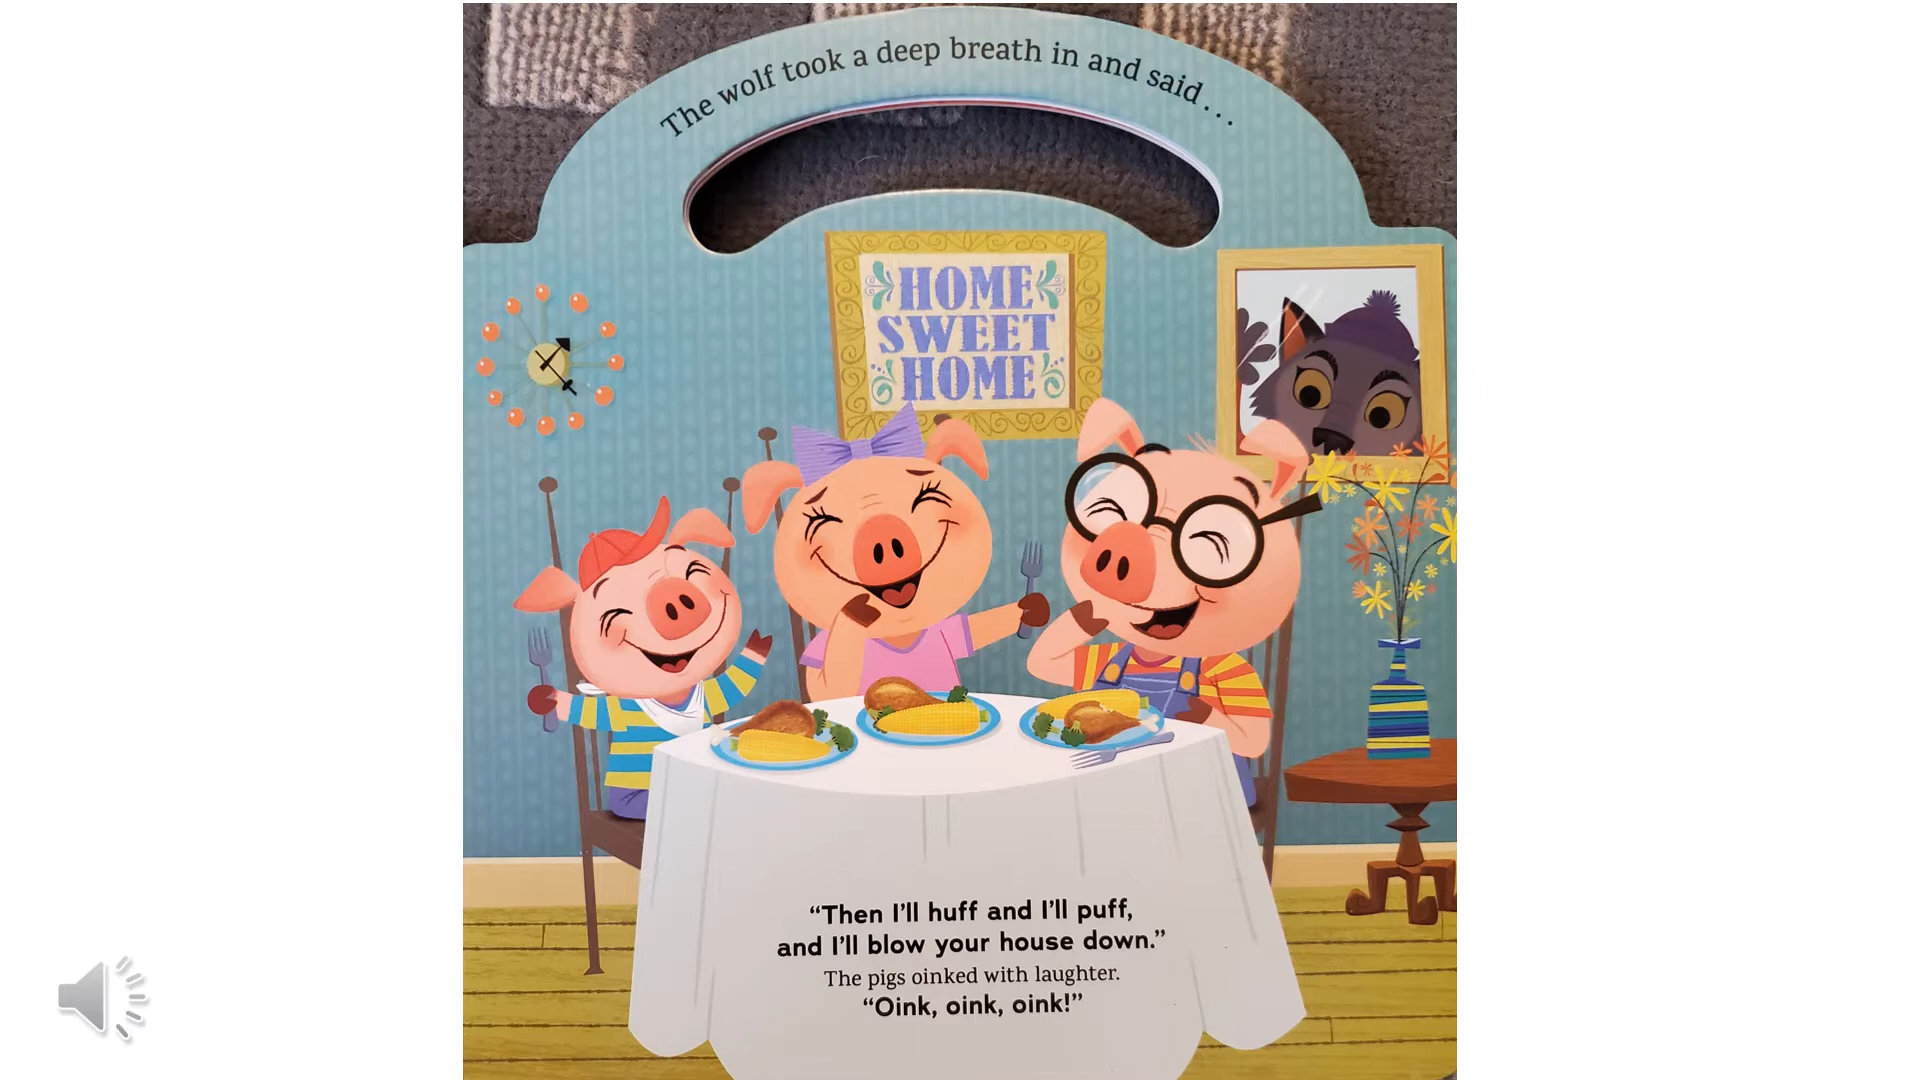 The wolf took a deep breath in and said...
HOME
SWEET
HOME
“Then I’ll huff and I’ll puff,
and I’ll blow your house down.”
The pigs oinked with laughter.
“Oink, oink, oink!”